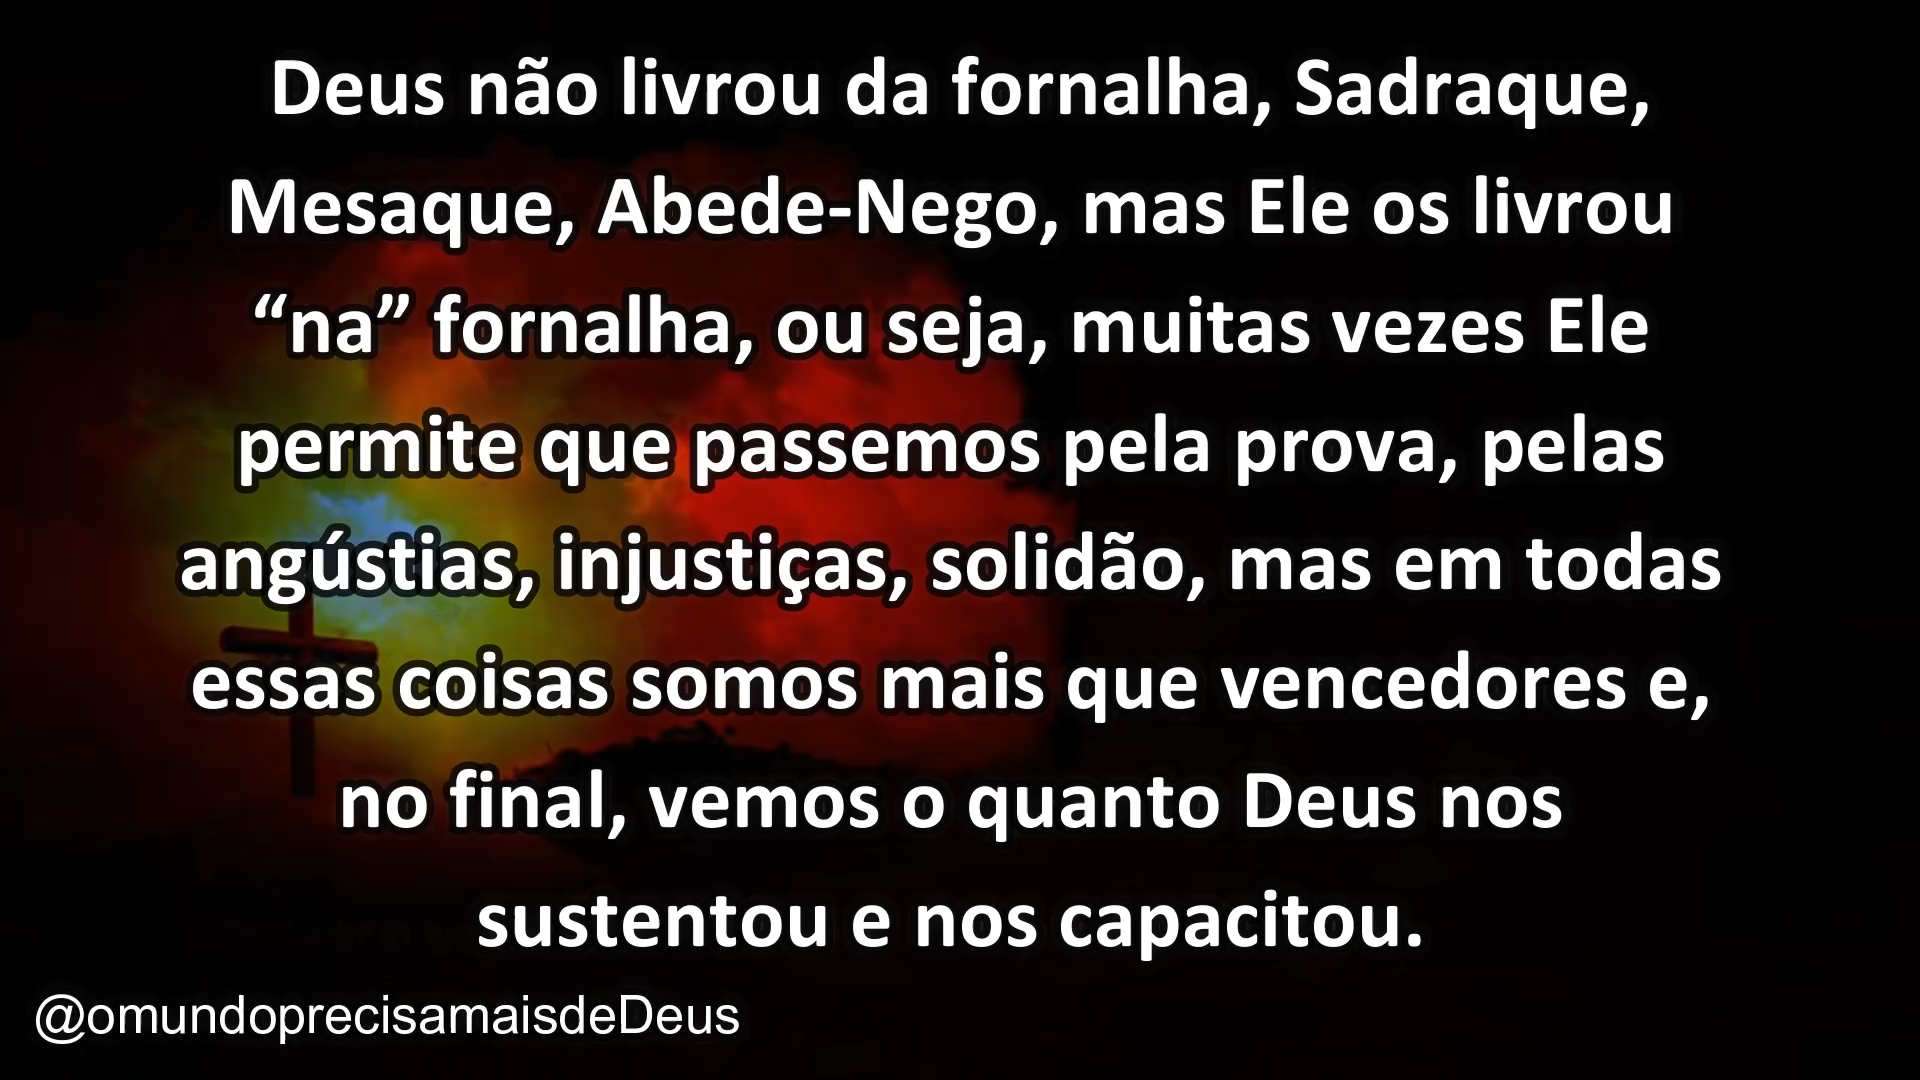 Deus não livrou da fornalha, Sadraque,
Mesaque, Abede-Nego, mas Ele os livrou
“na” fornalha, ou seja, muitas vezes Ele
permite que passemos pela prova, pelas
angústias, injustiças, solidão, mas em todas
essas coisas somos mais que vencedores e,
no final, vemos o quanto Deus nos
sustentou e nos capacitou.
@omundoprecisamaisdeDeus